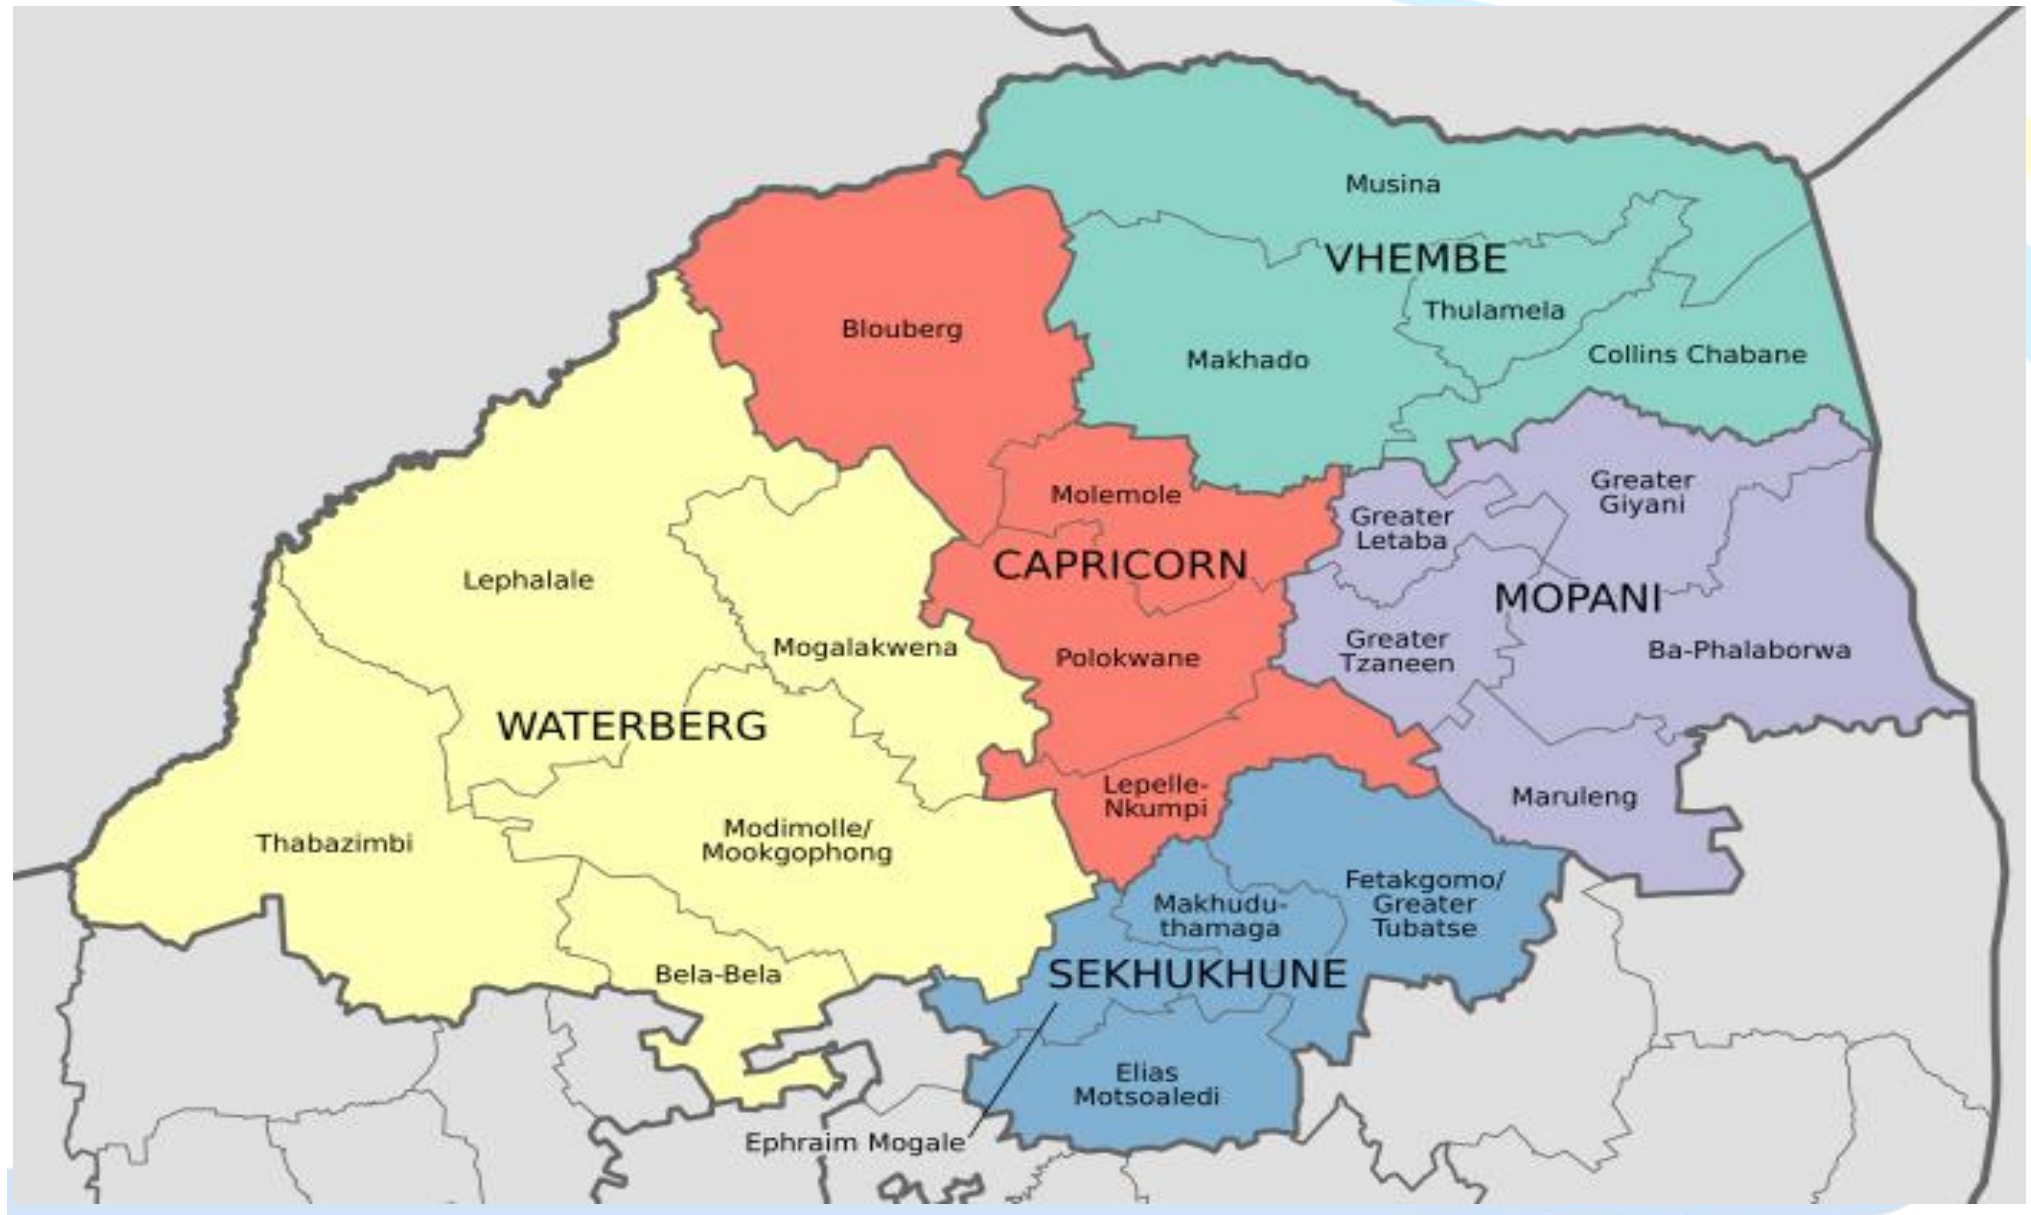 Musina
VHEMBE
Thulamela
Blouberg
Makhado
Collins Chabane
Molemole
Greater
Giyani
Greater
Letaba
CAPRICORN
Lephalale
MOPANI
Mogalakwena
Polokwane
Greater
Tzaneen
Ba-Phalaborwa
WATERBERG
Lepelle-
Nkumpi
Maruleng
Thabazimbi
Modimolle/
Mookgophong
Makhudu-
thamaga
Fetakgomo/
Greater
Tubatse
Bela-Bela
SEKHUKHUNE
Elias
Motsoaledi
Ephraim Mogale